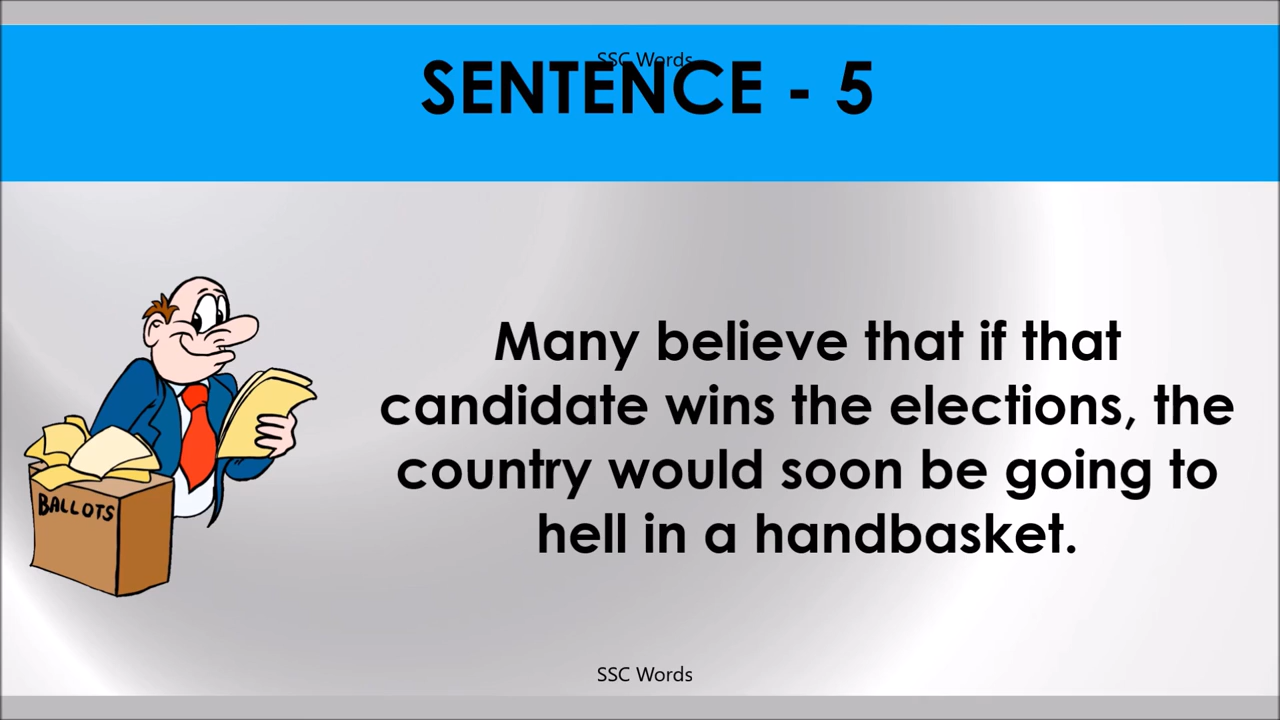 SSC Words
SENTENCE - 5
Many believe that if that
candidate wins the elections, the
country would soon be going to
hell in a handbasket.
BALLOTS
SSC Words